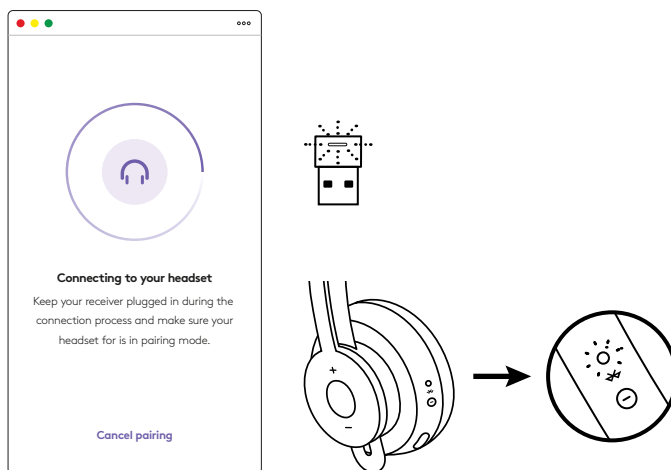 Connecting to your headset
Keep your receiver plugged in during the
connection process and make sure your
headset for is in pairing mode.
Cancel pairing